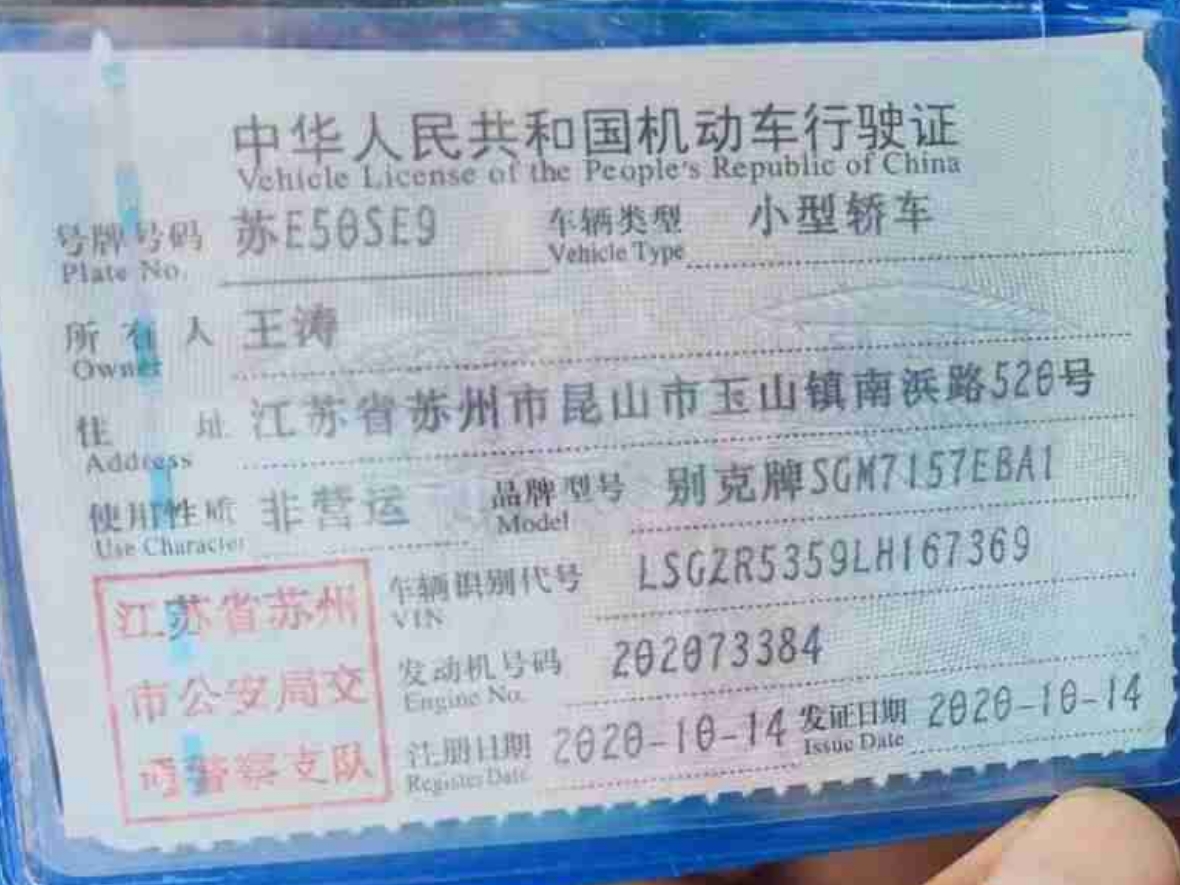 中华人民共和国机动车行驶证
Vehicle License of the People's Republic of China
号牌号码 苏E50SE9 车辆类型 小型轿车
Plate No. Vehicle Type
所有人 王涛
Owner
住址 江苏省苏州市昆山市玉山镇南浜路520号
Address
使用性质 非营运 品牌型号 别克牌SGM7157EBA1
Use Character Model
江苏省苏州
市公安局交
通警察支队
车辆识别代号 LSGZR5359LH167369
VIN
发动机号码 202073384
Engine No.
注册日期 2020-10-14 发证日期 2020-10-14
Register Date Issue Date